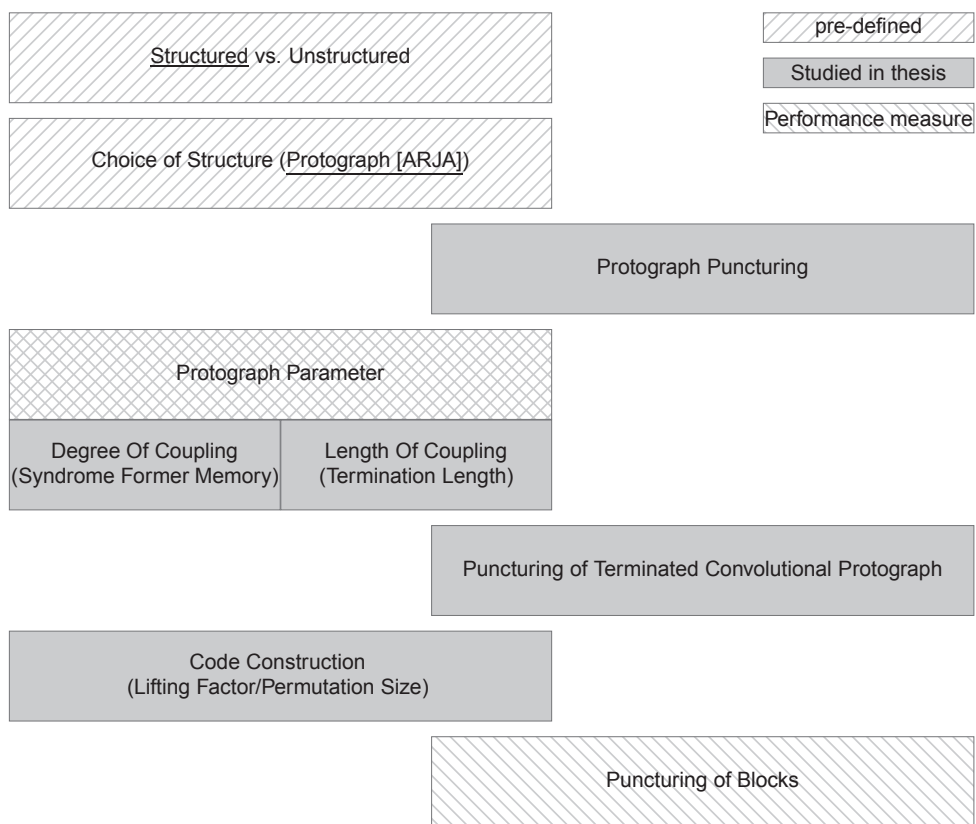 Structured vs. Unstructured
pre-defined
Studied in thesis
Performance measure
Choice of Structure (Protograph [ARJA])
Protograph Puncturing
Protograph Parameter
Degree Of Coupling
(Syndrome Former Memory)
Length Of Coupling
(Termination Length)
Puncturing of Terminated Convolutional Protograph
Code Construction
(Lifting Factor/Permutation Size)
Puncturing of Blocks